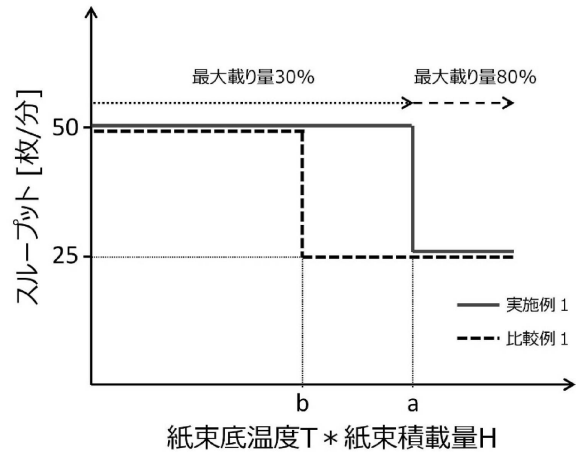 最大載り量30%
最大載り量80%
スループット [枚/分]
50
25
実施例 1
比較例 1
b
a
紙束底温度T＊紙束積載量H